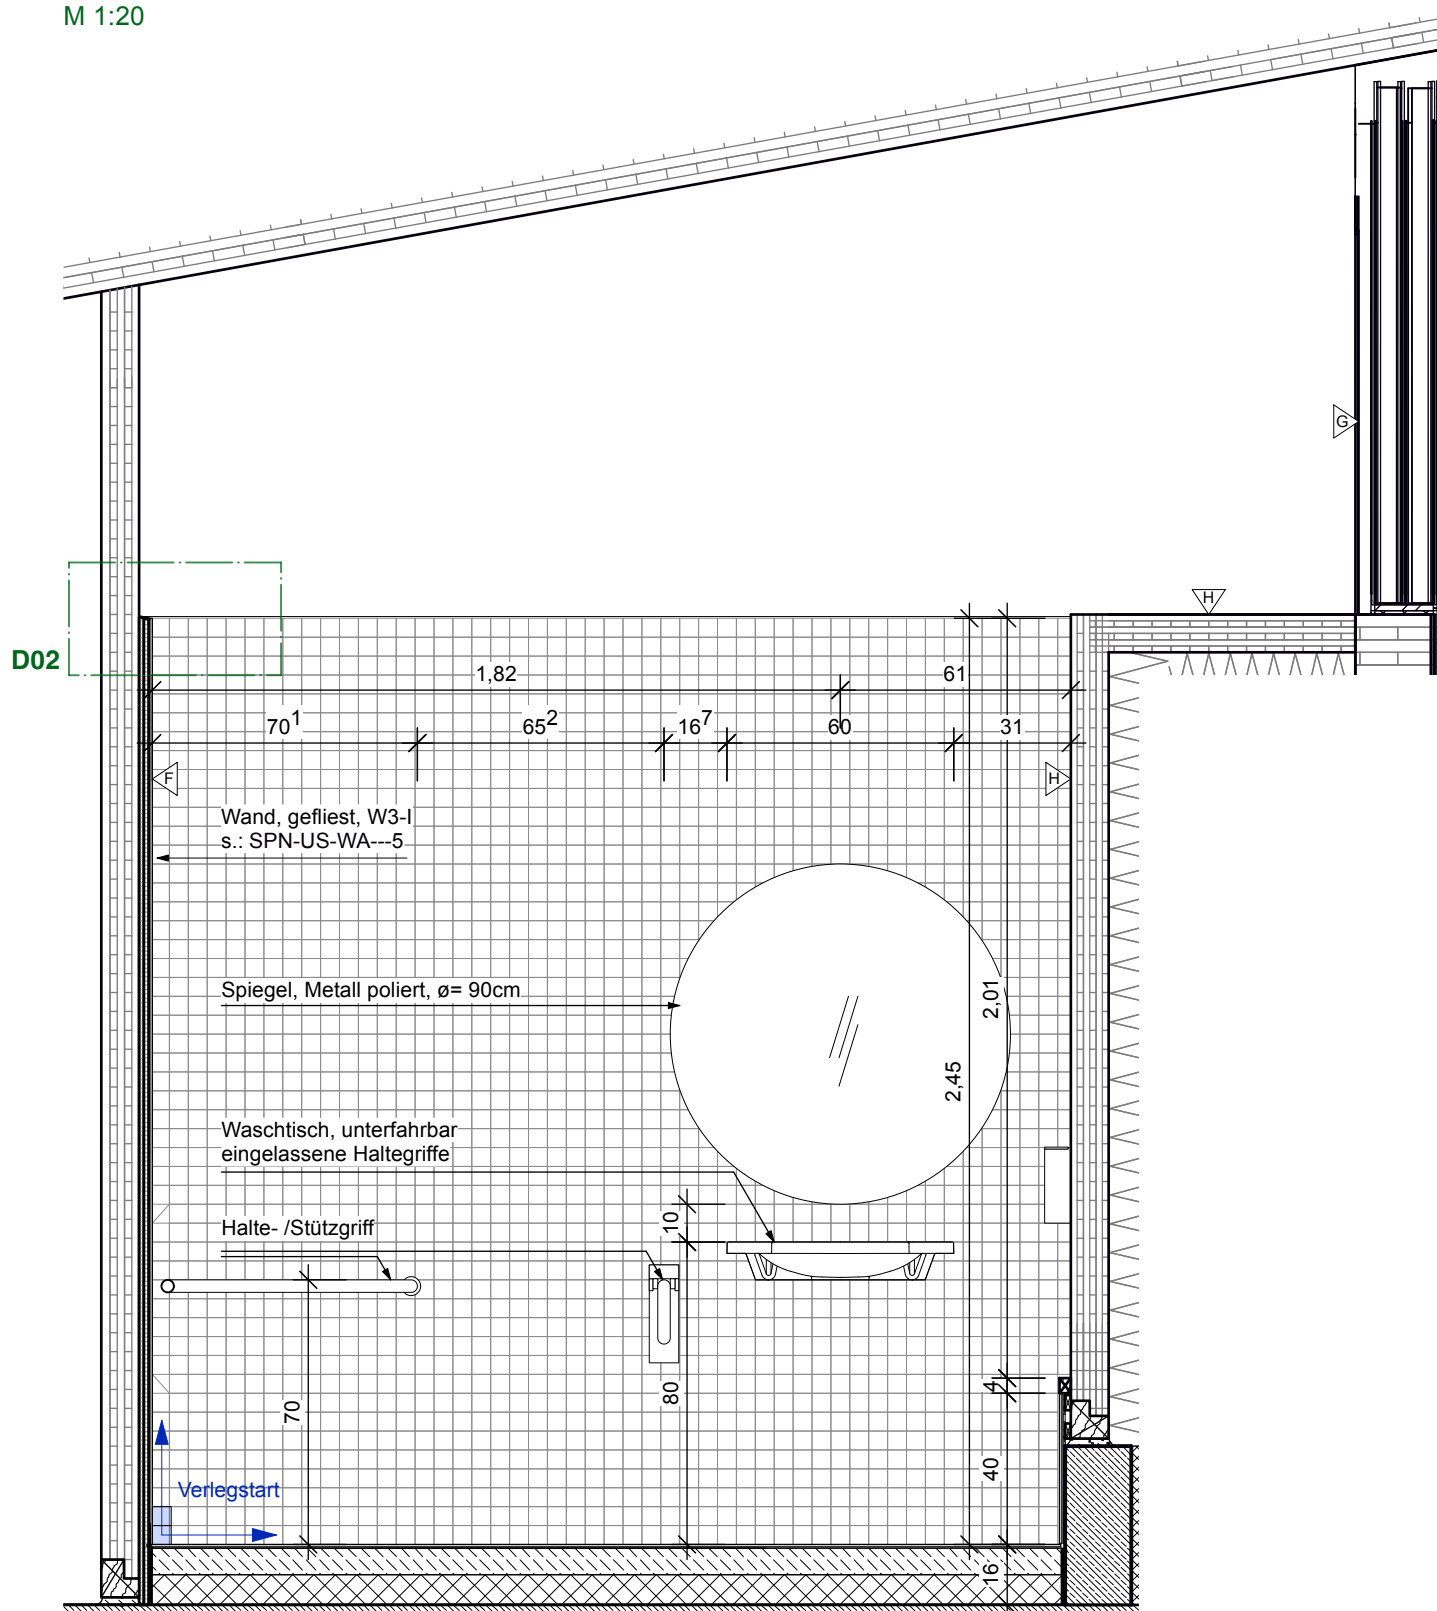 M 1:20
G
H
D02
1,82
61
70¹
65²
16⁷
60
31
F
H
Wand, gefliest, W3-I
s.: SPN-US-WA---5
Spiegel, Metall poliert, ø= 90cm
2,01
2,45
Waschtisch, unterfahrbar
eingelassene Haltegriffe
10
Halte- /Stützgriff
70
80
4
40
Verlegstart
16